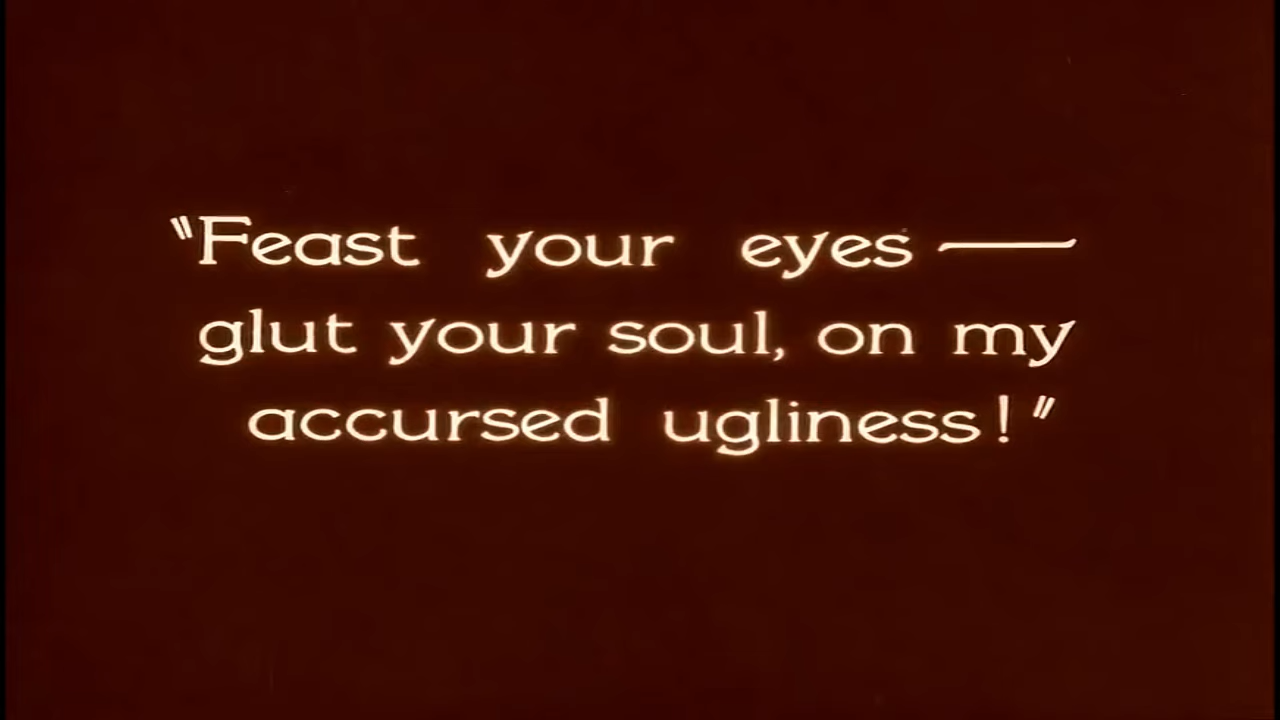 “Feast your eyes —
glut your soul, on my
accursed ugliness!”